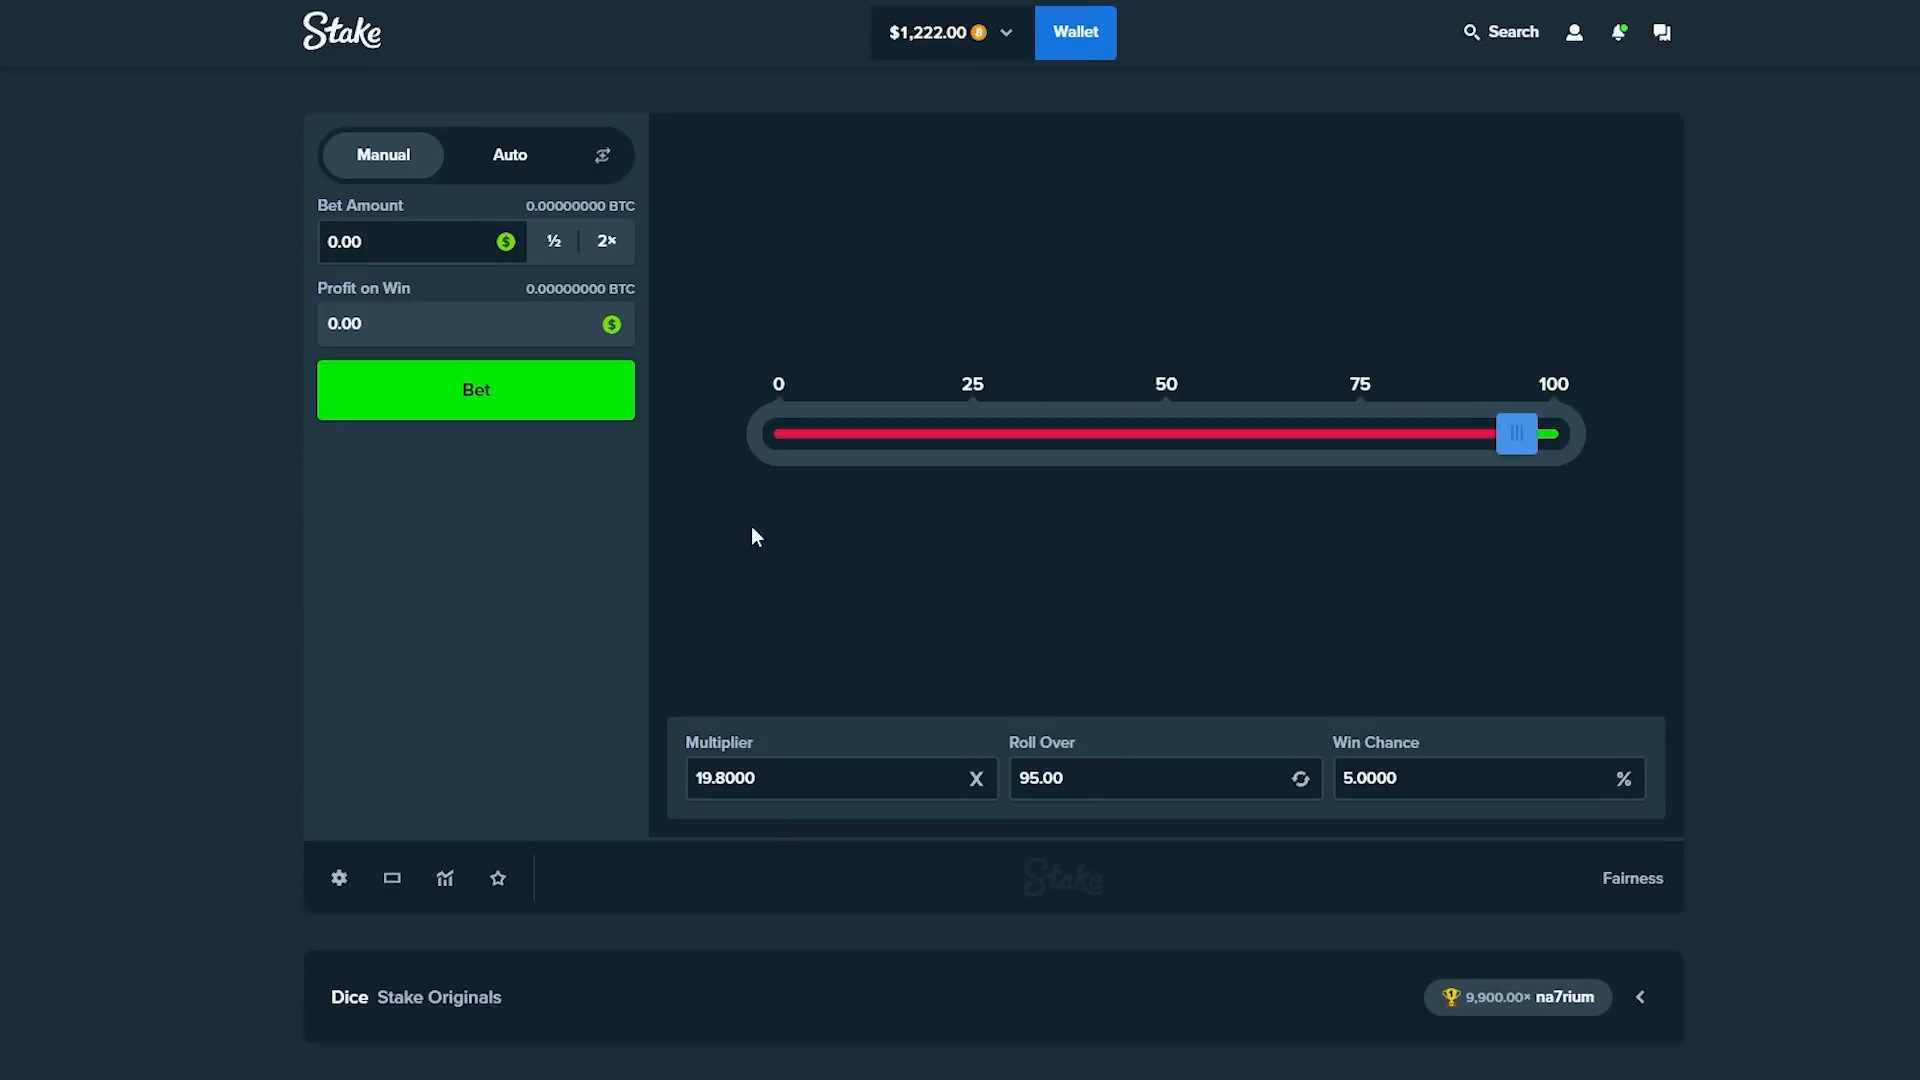 Stake
$1,222.00
Wallet
Search
Manual
Auto
Bet Amount
0.00000000 BTC
0.00
½
2×
Profit on Win
0.00000000 BTC
0.00
Bet
0
25
50
75
100
Multiplier
Roll Over
Win Chance
19.8000
X
95.00
5.0000
%
Stake
Fairness
Dice Stake Originals
9,900.00× na7rium